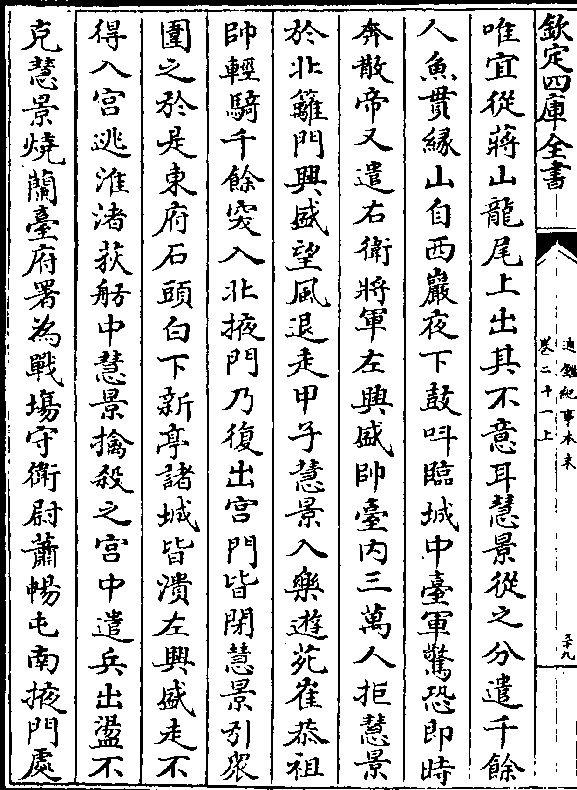 欽定四庫全書
通鑑紀事本末
卷二十一上
五十九
唯宜從蔣山龍尾上出其不意耳慧景從之分遣千餘
人魚貫緣山自西巖夜下鼓叫臨城中臺軍驚恐即時
奔散帝又遣右衛將軍左興盛帥臺内三萬人拒慧景
於北籬門興盛望風退走甲子慧景入樂遊苑崔恭祖
帥輕騎千餘突入北掖門乃復出宫門皆閉慧景引衆
圍之於是東府石頭白下新亭諸城皆潰左興盛走不
得入宫逃淮渚荻舫中慧景擒殺之宫中遣兵出盪不
克慧景燒蘭臺府署為戰場守衛尉蕭暢屯南掖門處